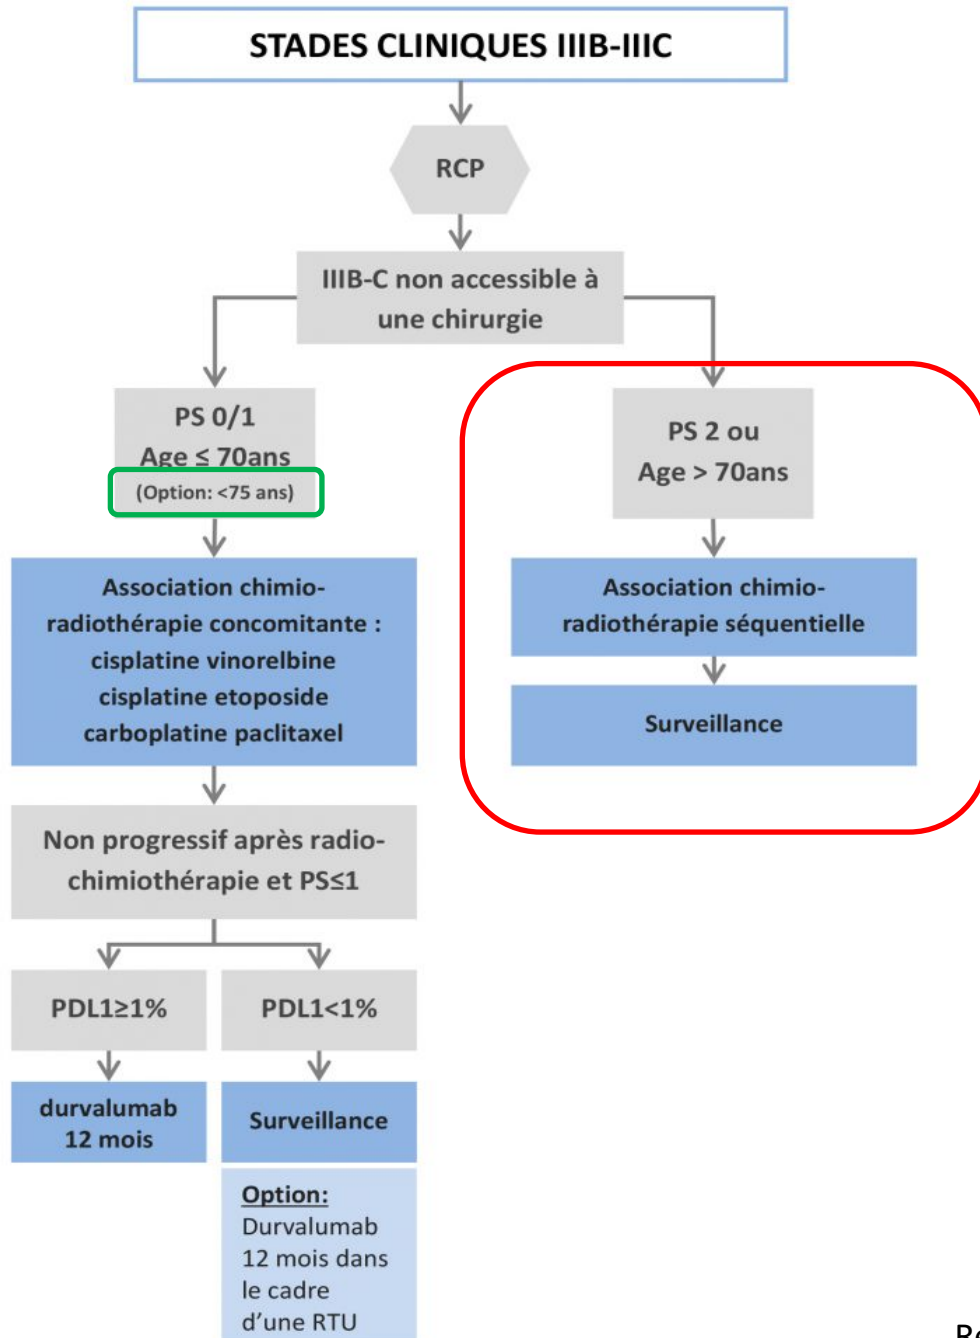 STADES CLINIQUES IIIB-IIIC
RCP
IIIB-C non accessible à
une chirurgie
PS 0/1
Age ≤ 70ans
(Option: <75 ans)
Association chimio-
radiothérapie concomitante :
cisplatine vinorelbine
cisplatine etoposide
carboplatine paclitaxel
Non progressif après radio-
chimiothérapie et PS≤1
PDL1≥1%
durvalumab
12 mois
PDL1<1%
Surveillance
Option:
Durvalumab
12 mois dans
le cadre
d'une RTU
PS 2 ou
Age > 70ans
Association chimio-
radiothérapie séquentielle
Surveillance